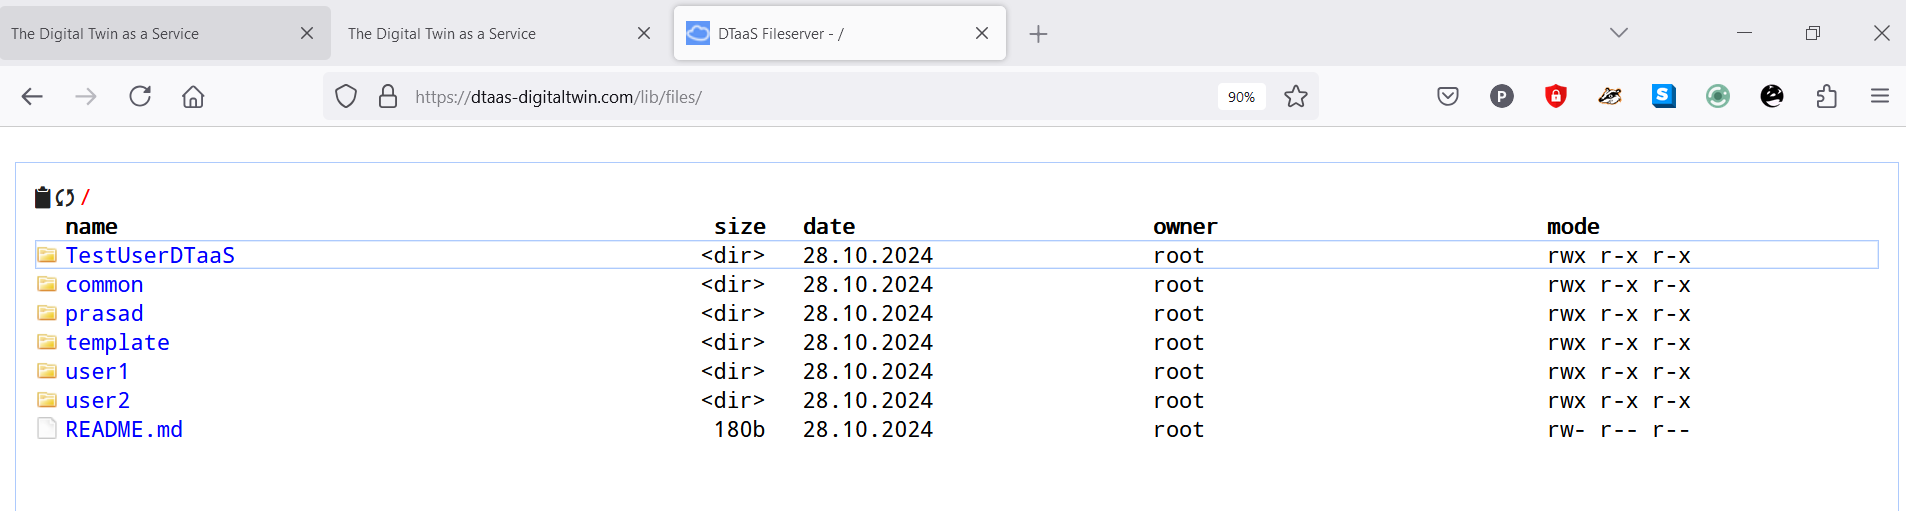 The Digital Twin as a Service
The Digital Twin as a Service
DTaaS Fileserver - /
https://dtaas-digitaltwin.com/lib/files/
90%
P
S
/
name size date owner mode
TestUserDTaaS <dir> 28.10.2024 root rwx r-x r-x
common <dir> 28.10.2024 root rwx r-x r-x
prasad <dir> 28.10.2024 root rwx r-x r-x
template <dir> 28.10.2024 root rwx r-x r-x
user1 <dir> 28.10.2024 root rwx r-x r-x
user2 <dir> 28.10.2024 root rwx r-x r-x
README.md 180b 28.10.2024 root rw- r-- r--